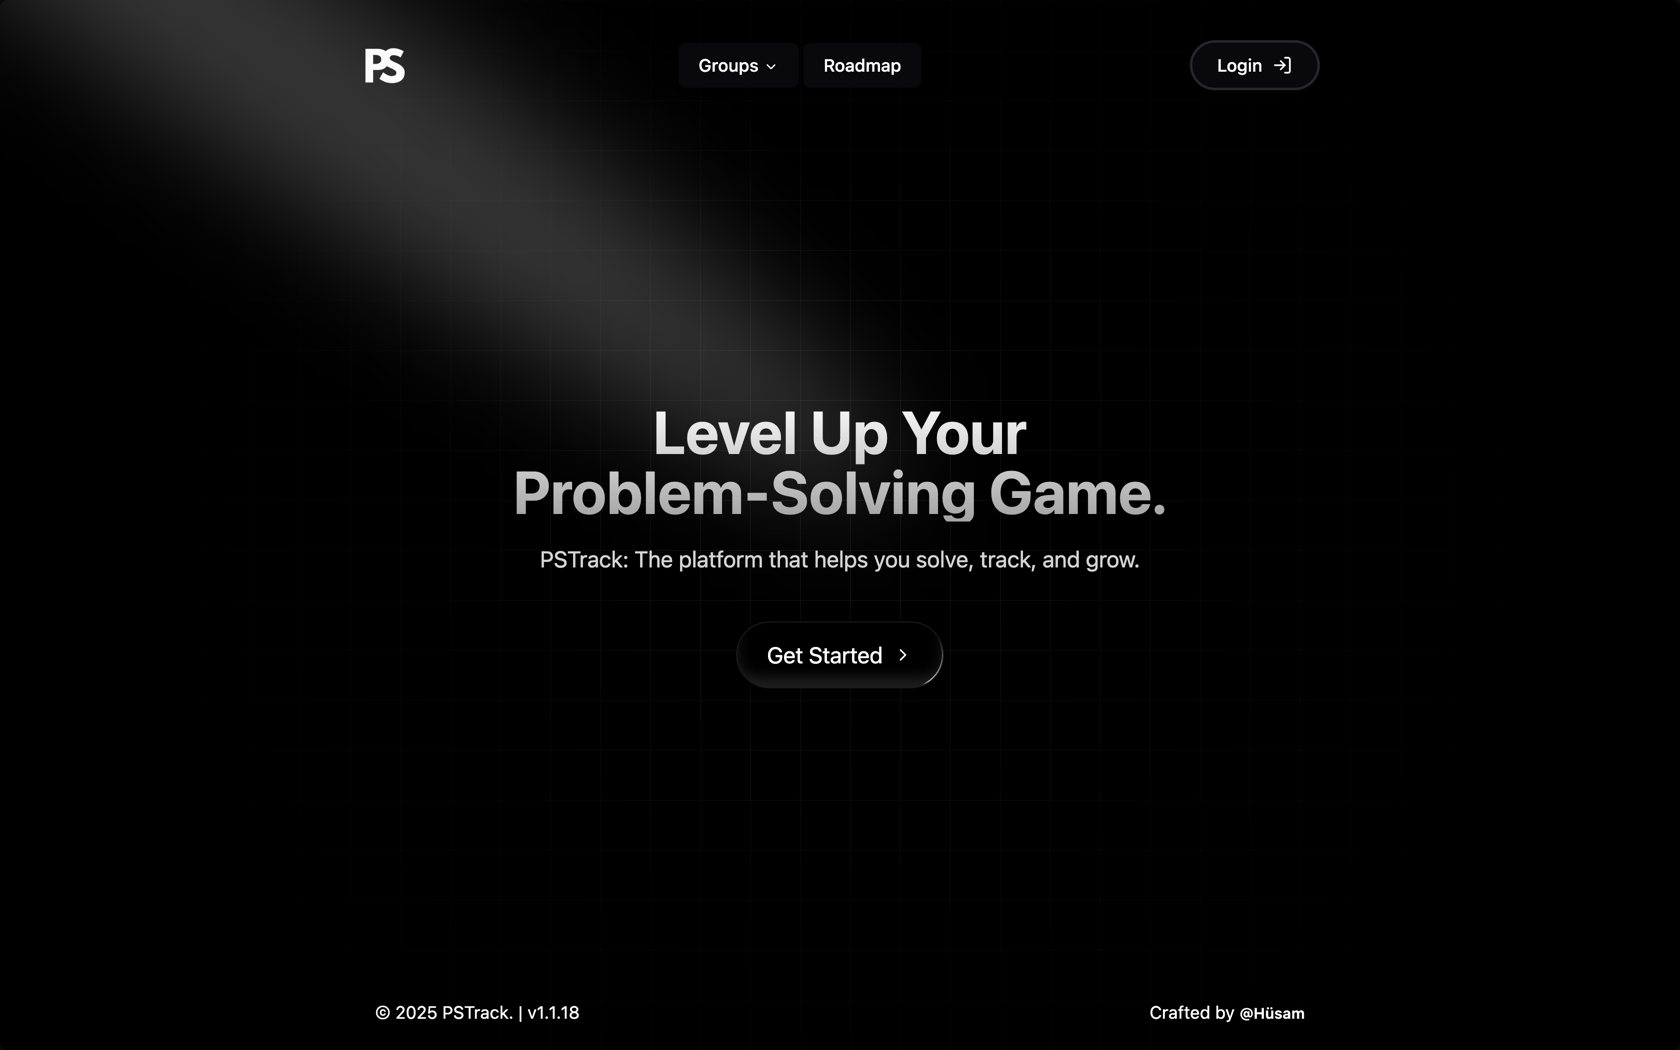 PS
Groups
Roadmap
Login
Level Up Your
Problem-Solving Game.
PSTrack: The platform that helps you solve, track, and grow.
Get Started
© 2025 PSTrack. | v1.1.18
Crafted by @Hüsam